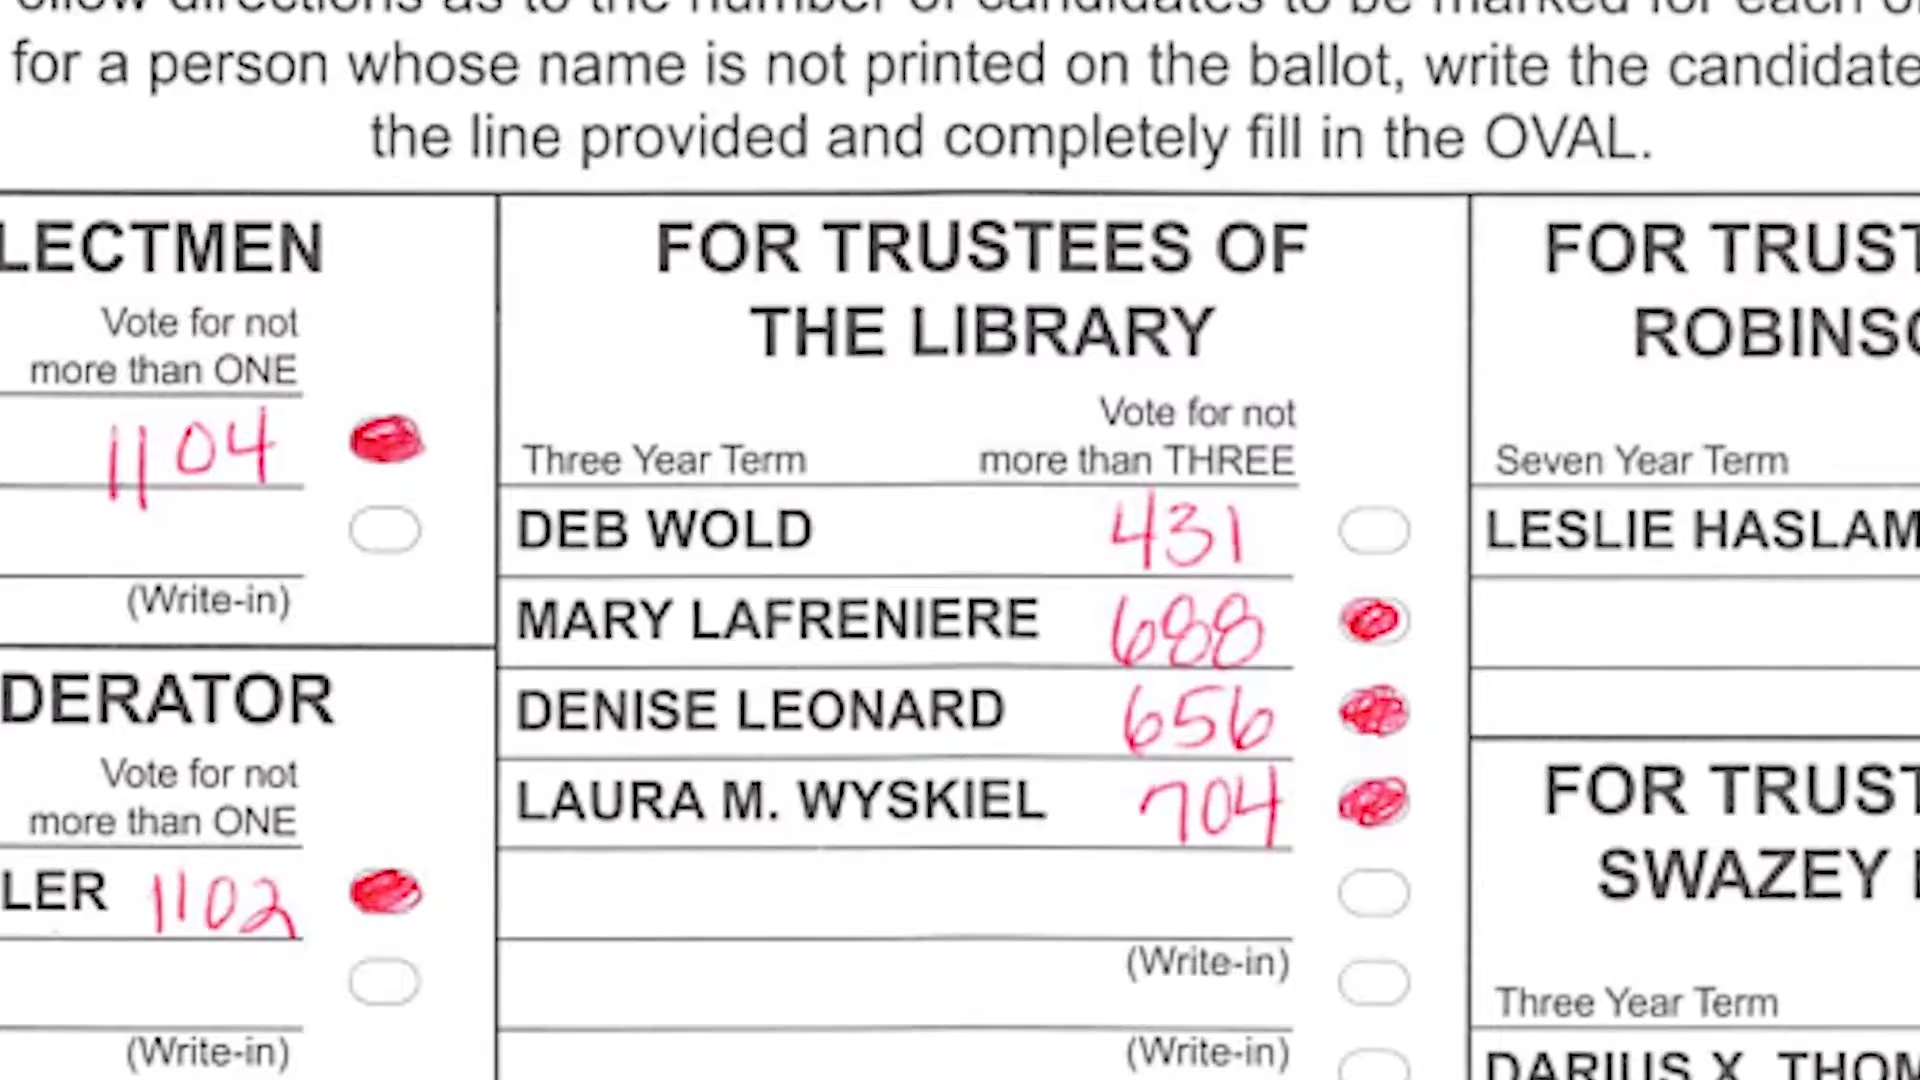 for a person whose name is not printed on the ballot, write the candidate
the line provided and completely fill in the OVAL.
LECTMEN
Vote for not
more than ONE
1104
(Write-in)
DERATOR
Vote for not
more than ONE
LER 1102
(Write-in)
FOR TRUSTEES OF
THE LIBRARY
Vote for not
Three Year Term more than THREE
DEB WOLD 431
MARY LAFRENIERE 688
DENISE LEONARD 656
LAURA M. WYSKIEL 704
(Write-in)
(Write-in)
FOR TRUST
ROBINSO
Seven Year Term
LESLIE HASLAM
FOR TRUST
SWAZEY
Three Year Term
DARIUS X. THOM